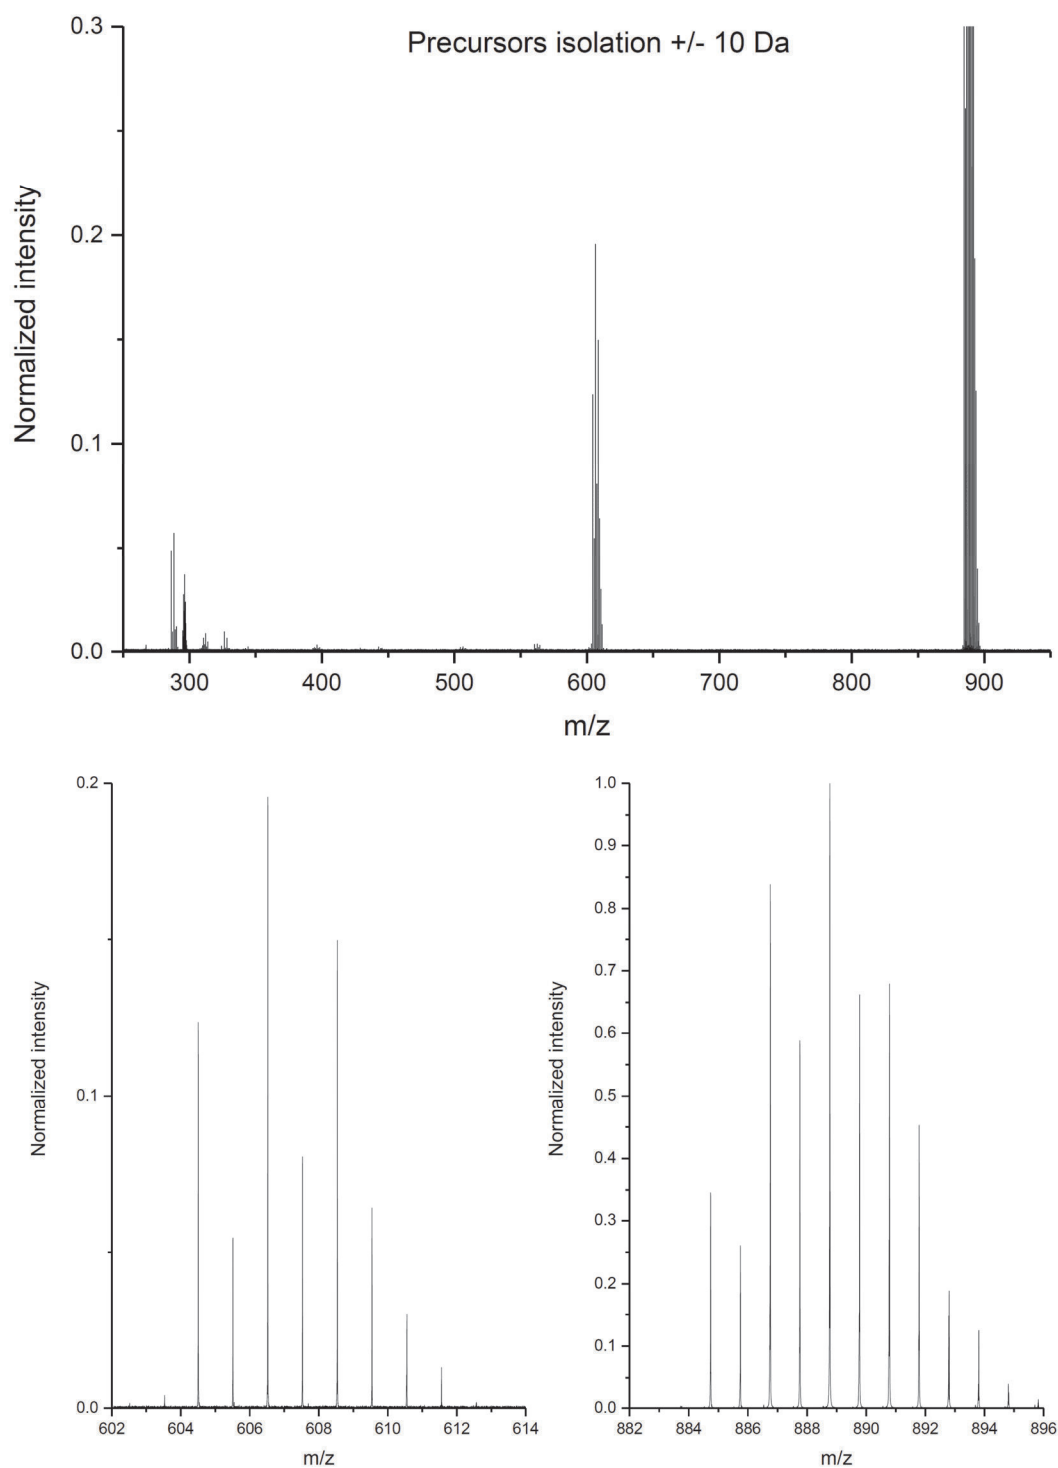 Precursors isolation +/- 10 Da
Normalized intensity
0.3
0.2
0.1
0.0
300 400 500 600 700 800 900
m/z
Normalized intensity
0.2
0.1
0.0
602 604 606 608 610 612 614
m/z
Normalized intensity
1.0
0.9
0.8
0.7
0.6
0.5
0.4
0.3
0.2
0.1
0.0
882 884 886 888 890 892 894 896
m/z